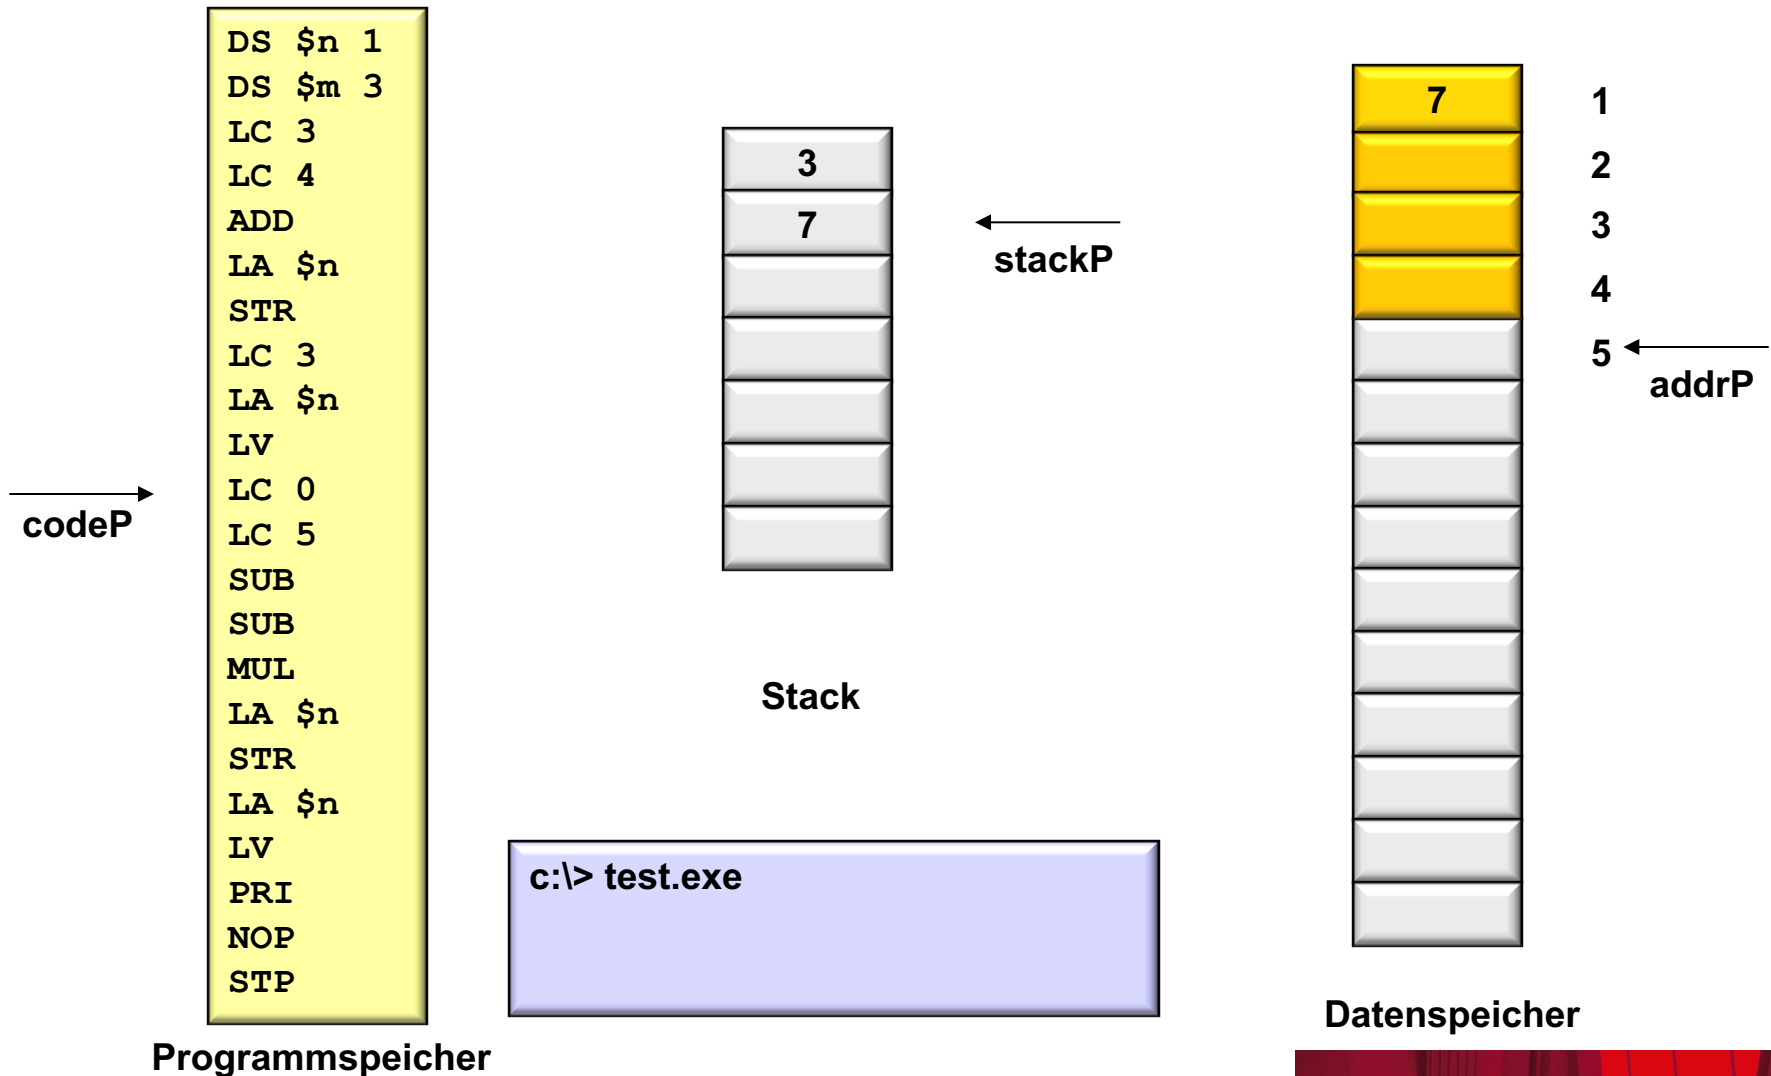 DS $n 1
DS $m 3
LC 3
LC 4
ADD
LA $n
STR
LC 3
LA $n
LV
LC 0
LC 5
SUB
SUB
MUL
LA $n
STR
LA $n
LV
PRI
NOP
STP
codeP
Programmspeicher
3
7
stackP
Stack
c:\> test.exe
7
1
2
3
4
5
addrP
Datenspeicher